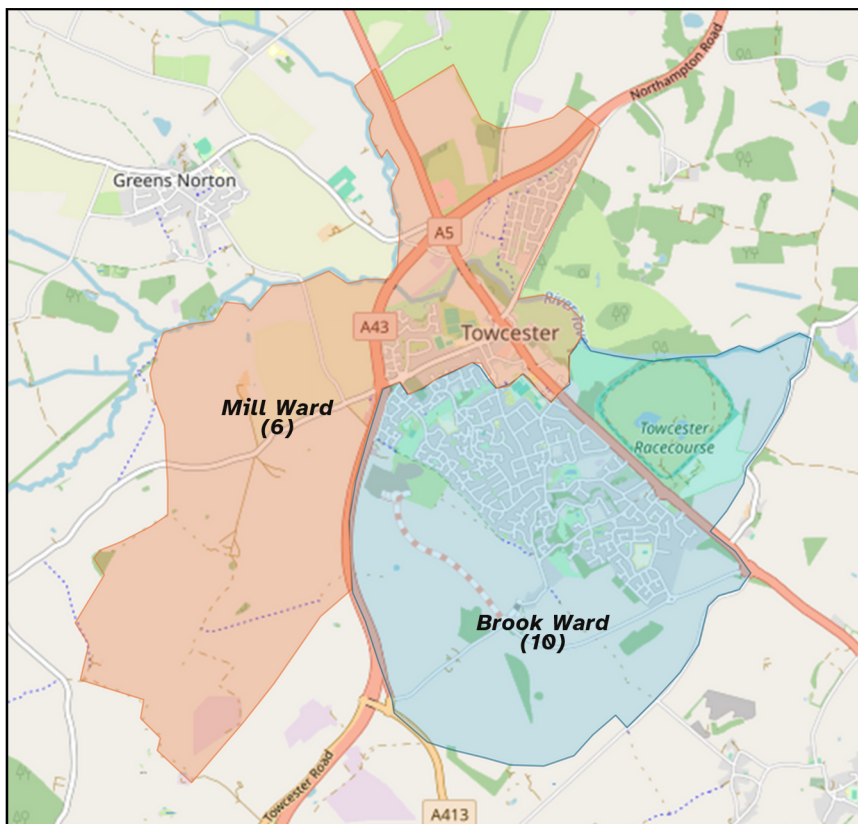 Northampton Road
Greens Norton
A5
River Tow
A43
Towcester
Mill Ward
(6)
Towcester
Racecourse
Brook Ward
(10)
Towcester Road
A413